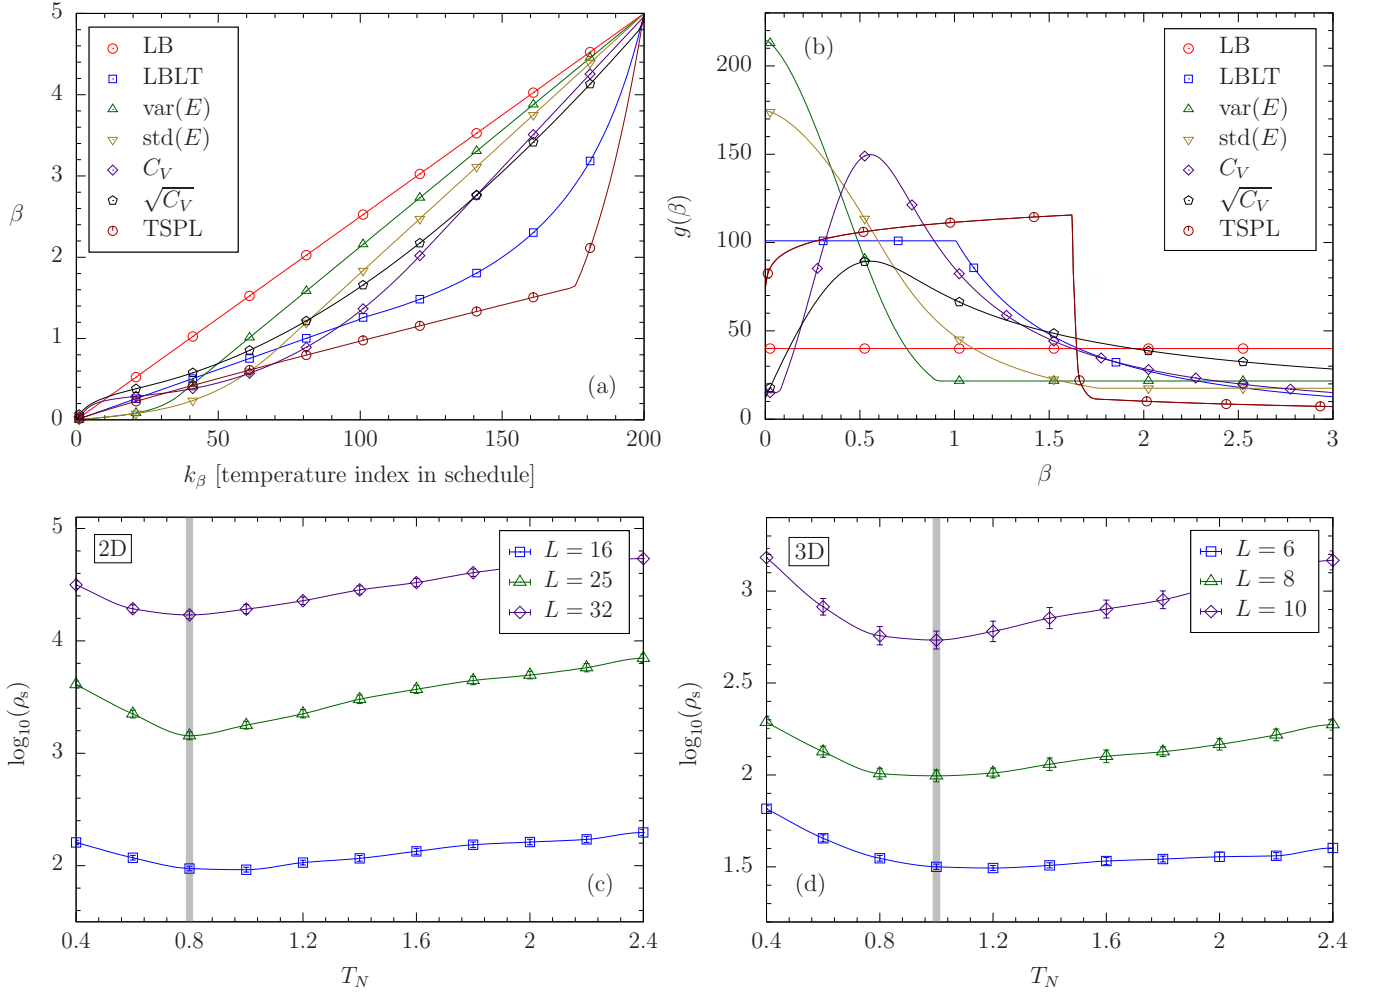 5
4
3
2
1
0
β
LB
LBLT
var(E)
std(E)
C_V
√C_V
TSPL
(a)
0 50 100 150 200
k_β [temperature index in schedule]
200
150
100
50
0
g(β)
(b)
LB
LBLT
var(E)
std(E)
C_V
√C_V
TSPL
0 0.5 1 1.5 2 2.5 3
β
5
4
3
2
log₁₀(ρ_s)
2D
L = 16
L = 25
L = 32
(c)
0.4 0.8 1.2 1.6 2 2.4
T_N
3
2.5
2
1.5
log₁₀(ρ_s)
3D
L = 6
L = 8
L = 10
(d)
0.4 0.8 1.2 1.6 2 2.4
T_N